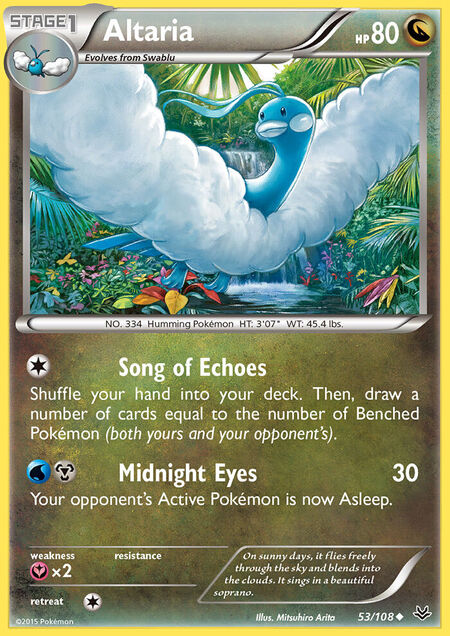 STAGE1
Altaria
HP80
Evolves from Swablu
NO. 334 Humming Pokémon HT: 3'07" WT: 45.4 lbs.
Song of Echoes
Shuffle your hand into your deck. Then, draw a
number of cards equal to the number of Benched
Pokémon (both yours and your opponent's).
Midnight Eyes 30
Your opponent's Active Pokémon is now Asleep.
weakness resistance
×2
retreat
On sunny days, it flies freely
through the sky and blends into
the clouds. It sings in a beautiful
soprano.
©2015 Pokémon
Illus. Mitsuhiro Arita
53/108